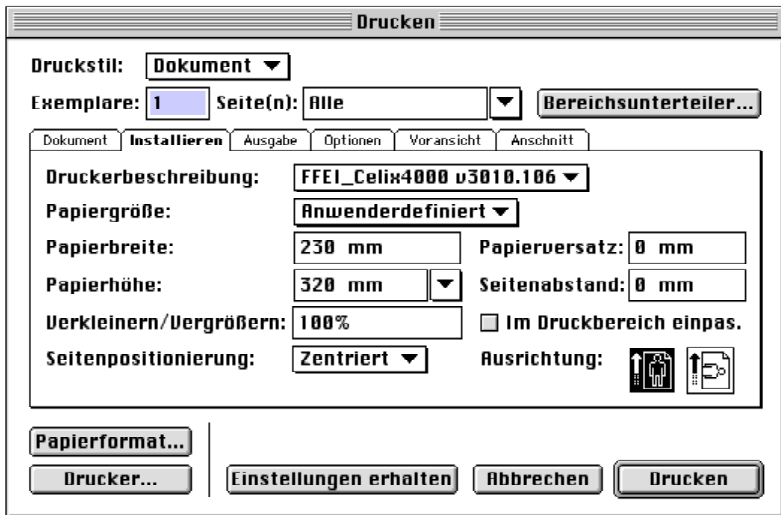 Drucken
Druckstil: Dokument
Exemplare: 1 Seite(n): Alle Bereichsunterteiler...
Dokument Installieren Ausgabe Optionen Voransicht Anschnitt
Druckerbeschreibung: FFEI_Celix4000 v3010.106
Papiergröße: Anwenderdefiniert
Papierbreite: 230 mm Papierversatz: 0 mm
Papierhöhe: 320 mm Seitenabstand: 0 mm
Verkleinern/Vergrößern: 100% Im Druckbereich einpas.
Seitenpositionierung: Zentriert Ausrichtung:
Papierformat...
Drucker... Einstellungen erhalten Abbrechen Drucken